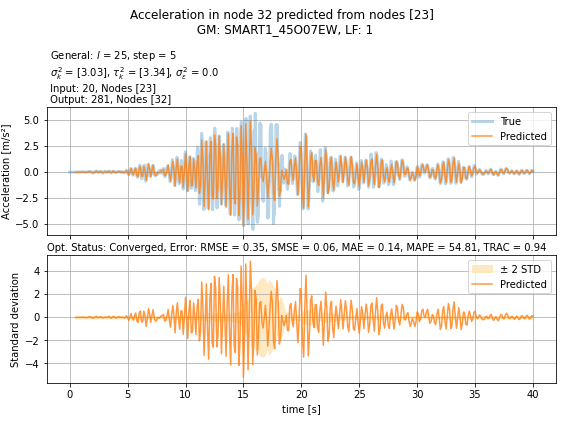 Acceleration in node 32 predicted from nodes [23]
GM: SMART1_45O07EW, LF: 1
General: l = 25, step = 5
σ²ₖ = [3.03], τ²ₖ = [3.34], σ²ε = 0.0
Input: 20, Nodes [23]
Output: 281, Nodes [32]
Acceleration [m/s²]
5.0
2.5
0.0
−2.5
−5.0
True
Predicted
Opt. Status: Converged, Error: RMSE = 0.35, SMSE = 0.06, MAE = 0.14, MAPE = 54.81, TRAC = 0.94
Standard deviation
4
2
0
−2
−4
± 2 STD
Predicted
0 5 10 15 20 25 30 35 40
time [s]